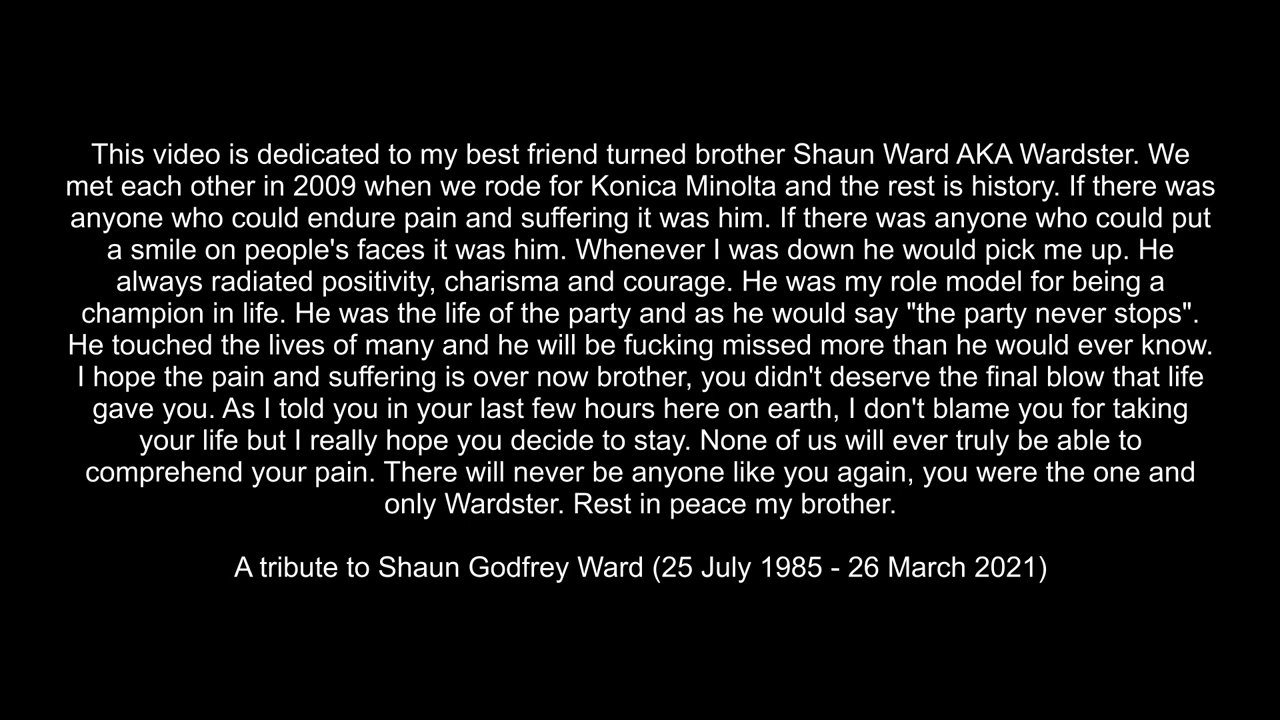 This video is dedicated to my best friend turned brother Shaun Ward AKA Wardster. We
met each other in 2009 when we rode for Konica Minolta and the rest is history. If there was
anyone who could endure pain and suffering it was him. If there was anyone who could put
a smile on people's faces it was him. Whenever I was down he would pick me up. He
always radiated positivity, charisma and courage. He was my role model for being a
champion in life. He was the life of the party and as he would say "the party never stops".
He touched the lives of many and he will be fucking missed more than he would ever know.
I hope the pain and suffering is over now brother, you didn't deserve the final blow that life
gave you. As I told you in your last few hours here on earth, I don't blame you for taking
your life but I really hope you decide to stay. None of us will ever truly be able to
comprehend your pain. There will never be anyone like you again, you were the one and
only Wardster. Rest in peace my brother.
A tribute to Shaun Godfrey Ward (25 July 1985 - 26 March 2021)